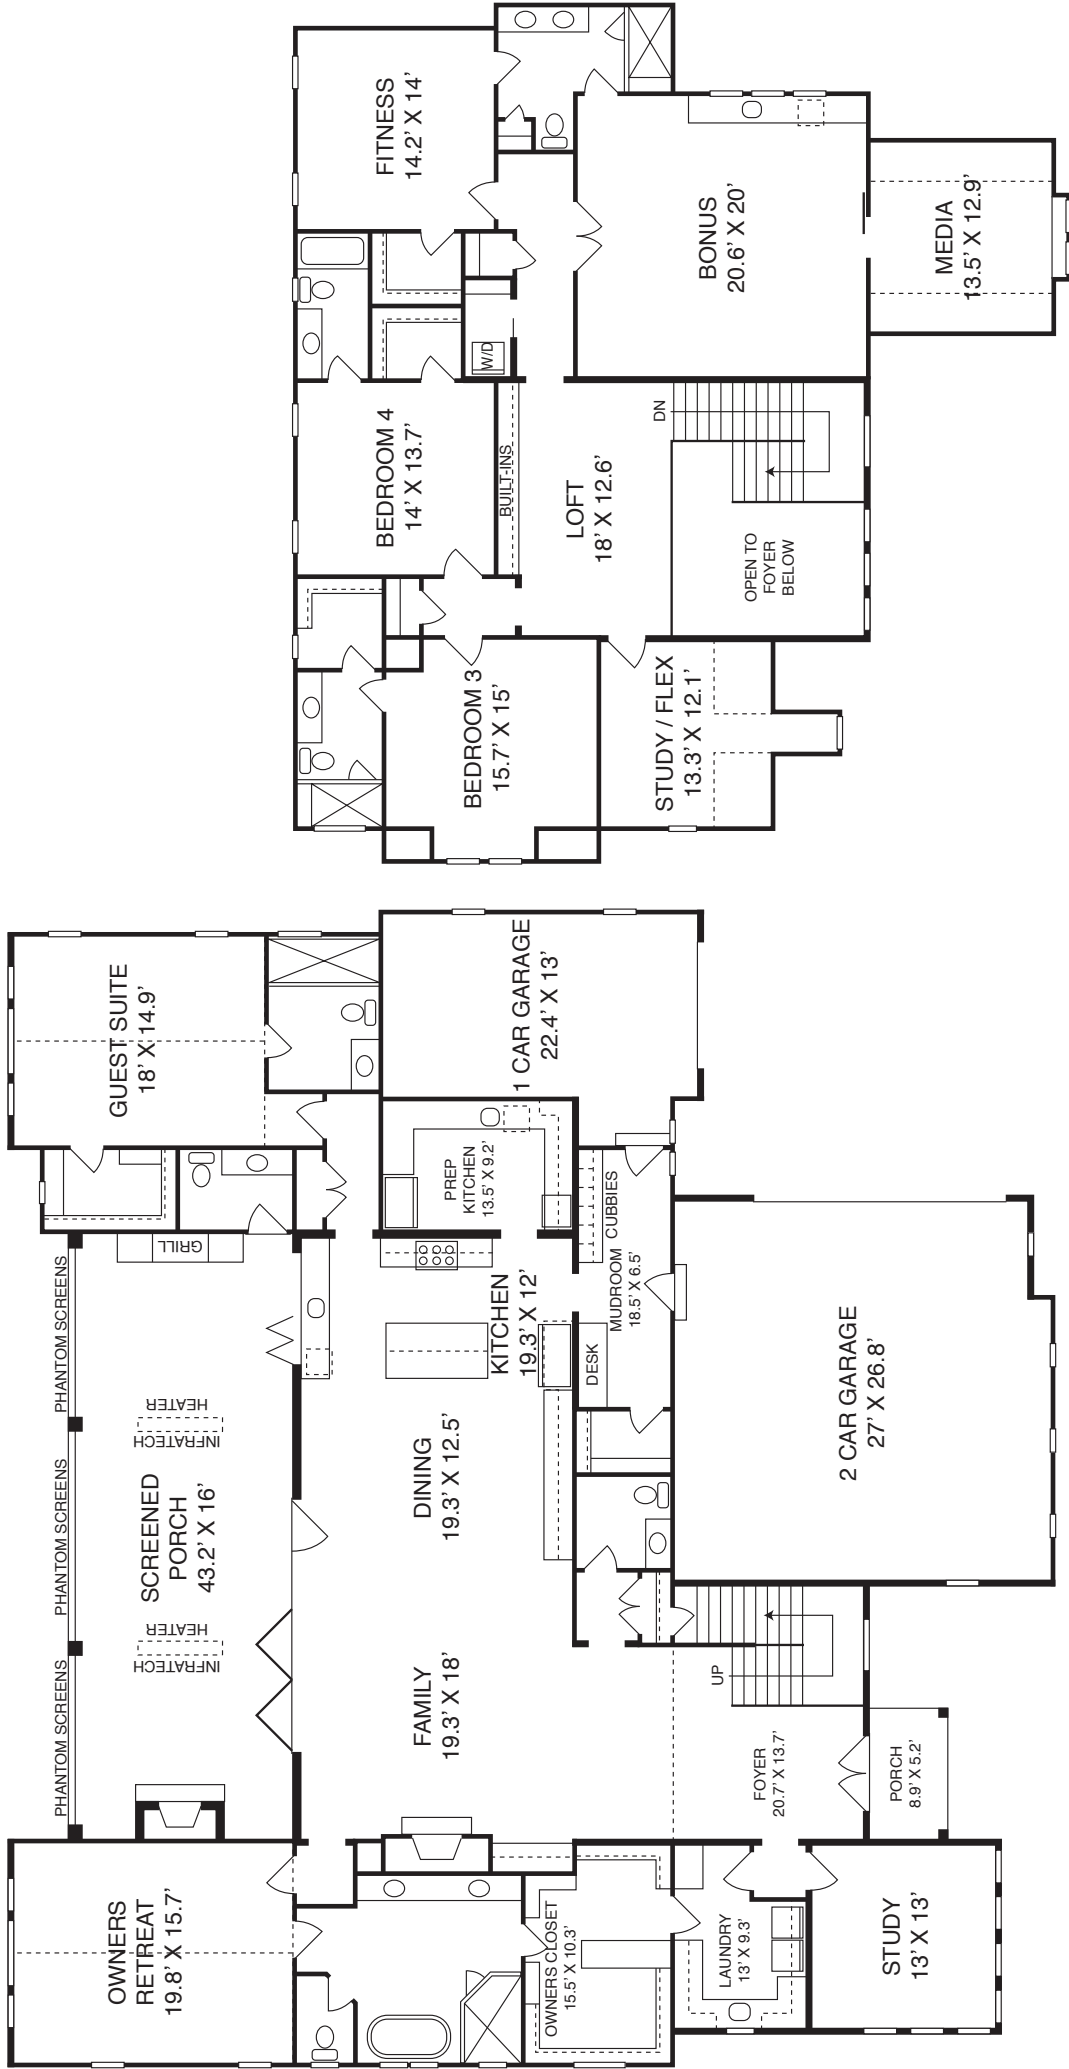 FITNESS
14.2' X 14'
BONUS
20.6' X 20'
MEDIA
13.5' X 12.9'
W/D
BEDROOM 4
14' X 13.7'
BUILT-INS
LOFT
18' X 12.6'
DN
OPEN TO
FOYER
BELOW
BEDROOM 3
15.7' X 15'
STUDY / FLEX
13.3' X 12.1'
GUEST SUITE
18' X 14.9'
1 CAR GARAGE
22.4' X 13'
PREP
KITCHEN
13.5' X 9.2'
CUBBIES
MUDROOM
18.5' X 6.5'
GRILL
PHANTOM SCREENS
PHANTOM SCREENS
PHANTOM SCREENS
INFRATECH
HEATER
INFRATECH
HEATER
SCREENED
PORCH
43.2' X 16'
KITCHEN
19.3' X 12'
DESK
DINING
19.3' X 12.5'
2 CAR GARAGE
27' X 26.8'
FAMILY
19.3' X 18'
UP
FOYER
20.7' X 13.7'
PORCH
8.9' X 5.2'
OWNERS
RETREAT
19.8' X 15.7'
OWNERS CLOSET
15.5' X 10.3'
LAUNDRY
13' X 9.3'
STUDY
13' X 13'